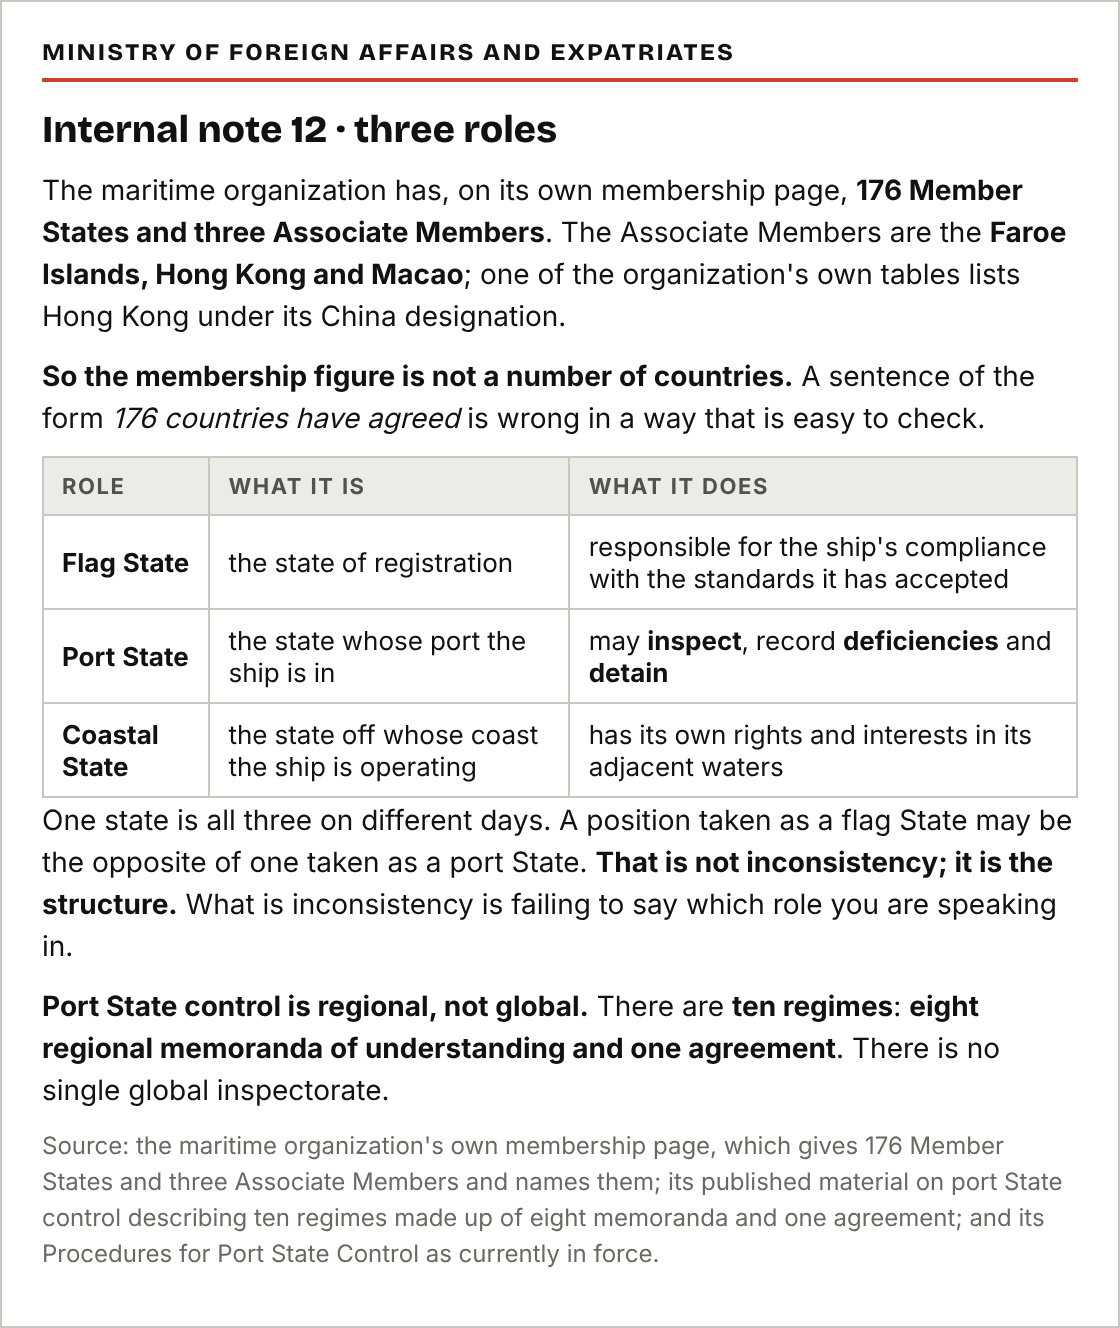 MINISTRY OF FOREIGN AFFAIRS AND EXPATRIATES
Internal note 12 · three roles
The maritime organization has, on its own membership page, 176 Member
States and three Associate Members. The Associate Members are the Faroe
Islands, Hong Kong and Macao; one of the organization's own tables lists
Hong Kong under its China designation.
So the membership figure is not a number of countries. A sentence of the
form 176 countries have agreed is wrong in a way that is easy to check.
ROLE WHAT IT IS WHAT IT DOES
Flag State the state of registration responsible for the ship's compliance
with the standards it has accepted
Port State the state whose port the
ship is in may inspect, record deficiencies and
detain
Coastal
State the state off whose coast
the ship is operating has its own rights and interests in its
adjacent waters
One state is all three on different days. A position taken as a flag State may be
the opposite of one taken as a port State. That is not inconsistency; it is the
structure. What is inconsistency is failing to say which role you are speaking
in.
Port State control is regional, not global. There are ten regimes: eight
regional memoranda of understanding and one agreement. There is no
single global inspectorate.
Source: the maritime organization's own membership page, which gives 176 Member
States and three Associate Members and names them; its published material on port State
control describing ten regimes made up of eight memoranda and one agreement; and its
Procedures for Port State Control as currently in force.